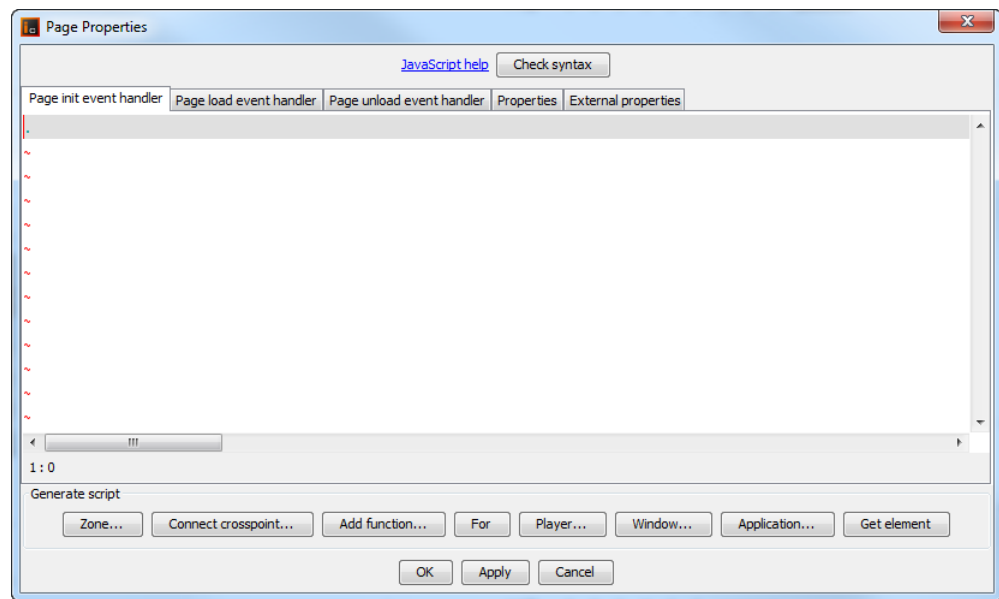 Page Properties
JavaScript help Check syntax
Page init event handler Page load event handler Page unload event handler Properties External properties
.
~
~
~
~
~
~
~
~
~
~
~
~
1:0
Generate script
Zone... Connect crosspoint... Add function... For Player... Window... Application... Get element
OK Apply Cancel